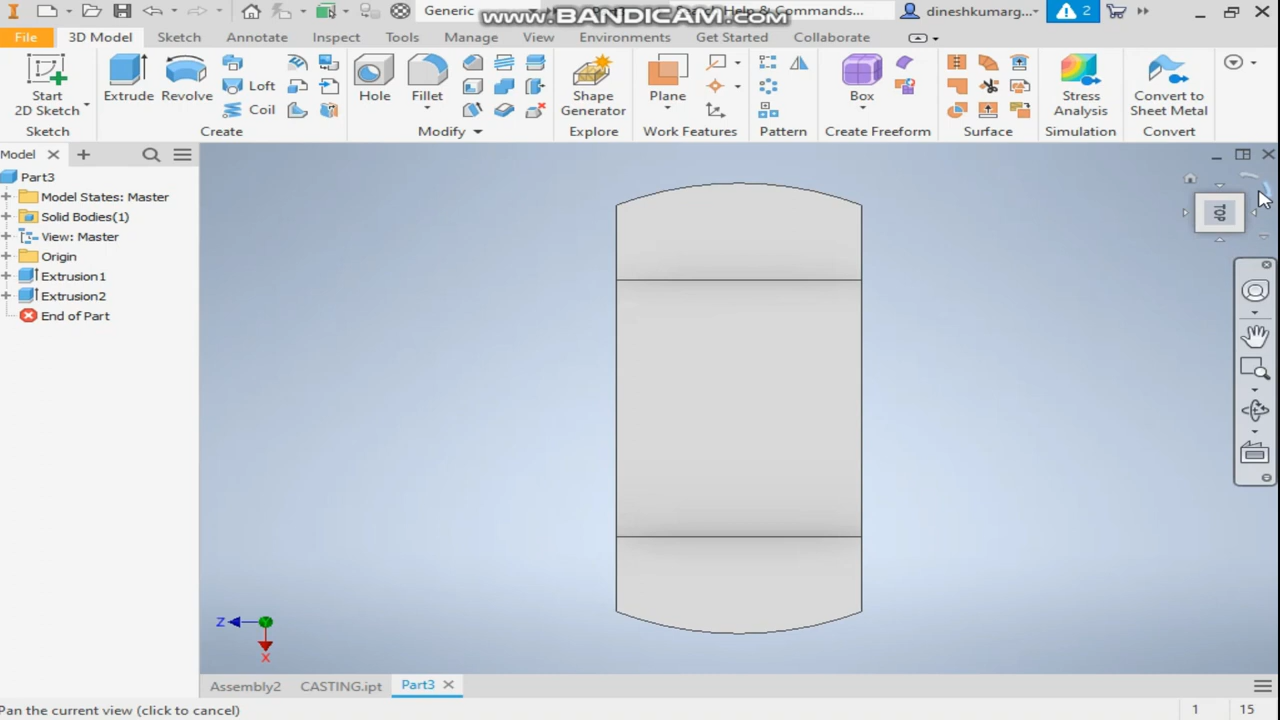 Generic
www.BANDICAM.com
Help & Commands...
dineshkumarg...
2
File
3D Model
Sketch
Annotate
Inspect
Tools
Manage
View
Environments
Get Started
Collaborate
Start
2D Sketch
Extrude
Revolve
Loft
Coil
Hole
Fillet
Shape
Generator
Plane
Box
Stress
Analysis
Convert to
Sheet Metal
Sketch
Create
Modify
Explore
Work Features
Pattern
Create Freeform
Surface
Simulation
Convert
Model
Part3
Model States: Master
Solid Bodies(1)
View: Master
Origin
Extrusion1
Extrusion2
End of Part
TOP
Z
X
Assembly2
CASTING.ipt
Part3
Pan the current view (click to cancel)
1
15